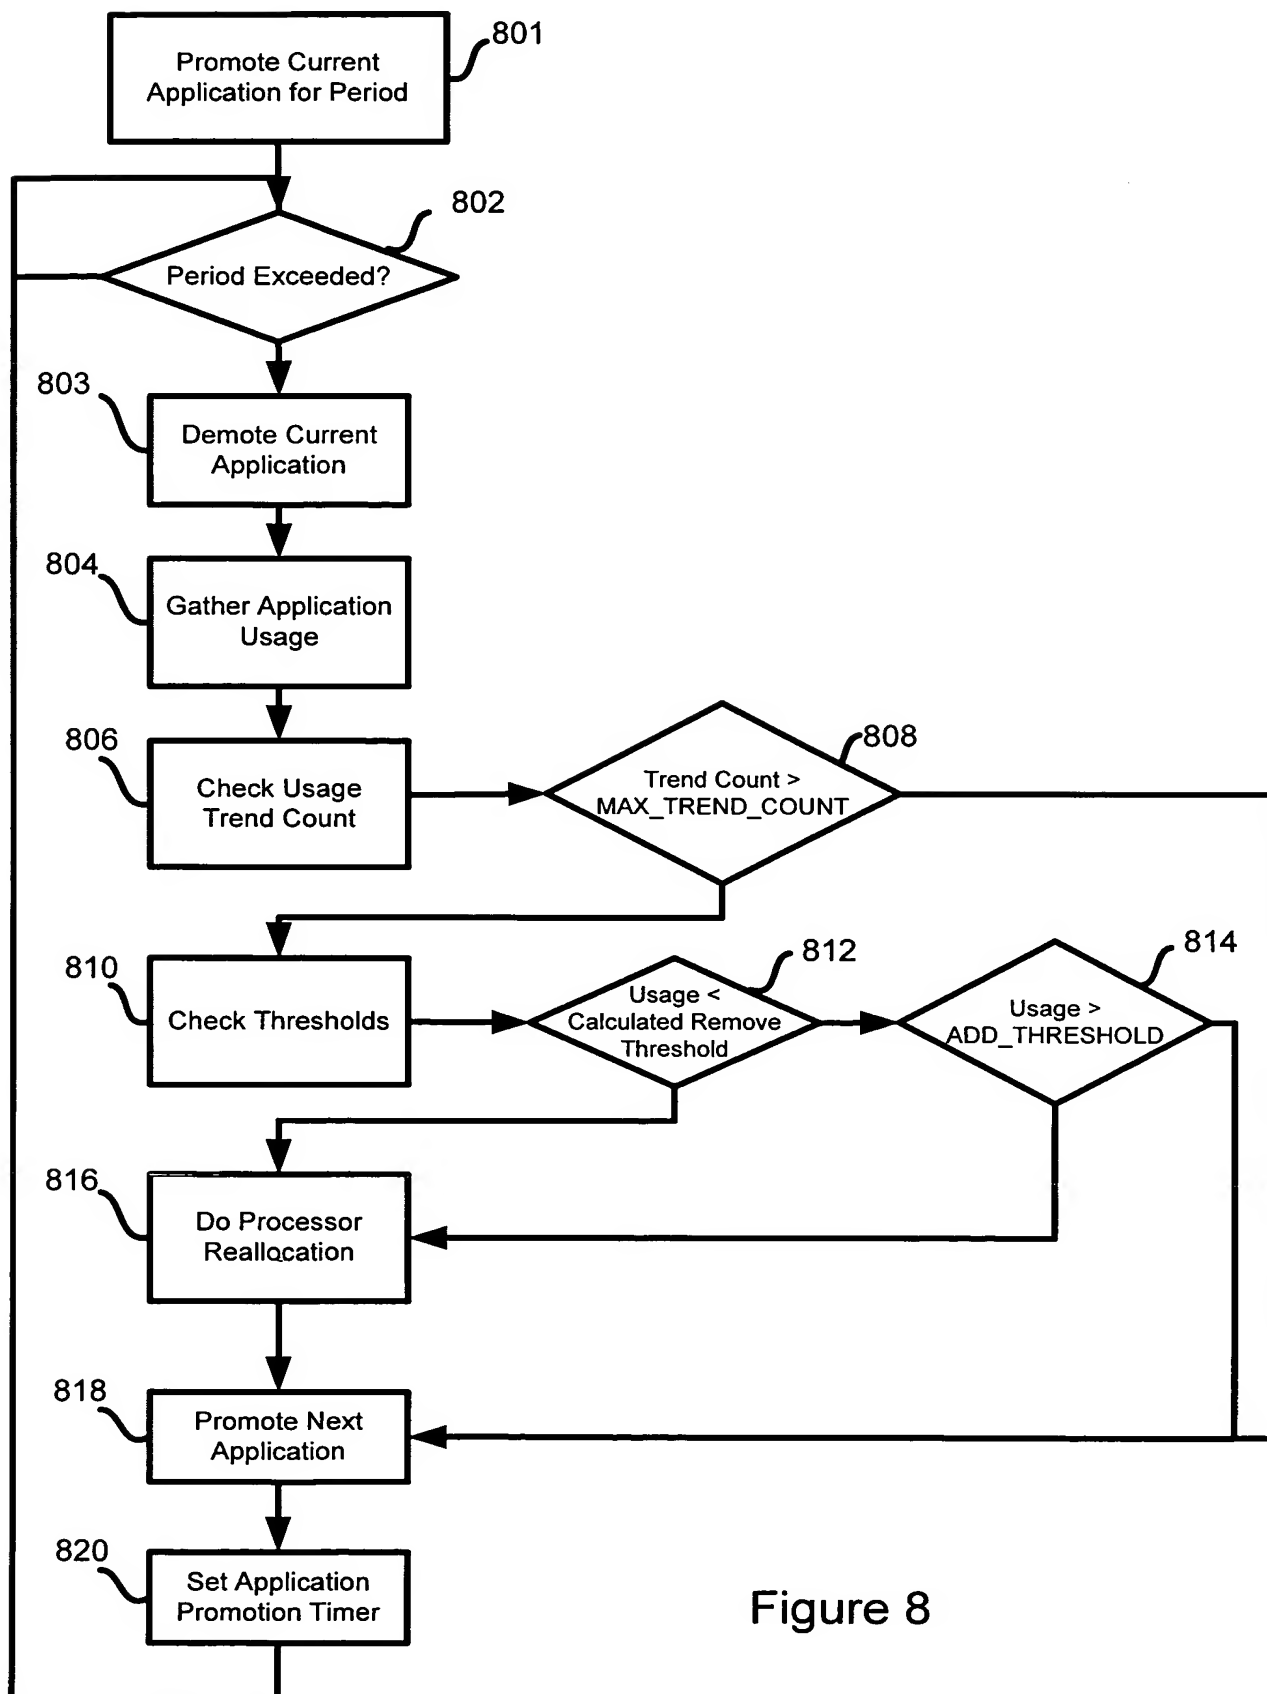 801
Promote Current
Application for Period
802
Period Exceeded?
803
Demote Current
Application
804
Gather Application
Usage
806
Check Usage
Trend Count
808
Trend Count >
MAX_TREND_COUNT
810
Check Thresholds
812
Usage <
Calculated Remove
Threshold
814
Usage >
ADD_THRESHOLD
816
Do Processor
Reallocation
818
Promote Next
Application
820
Set Application
Promotion Timer
Figure 8